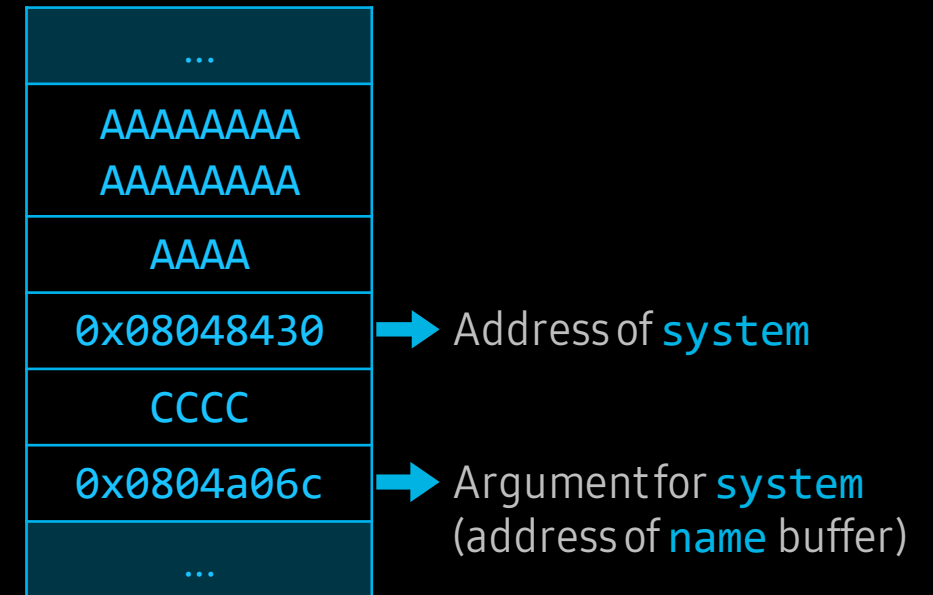 ...
AAAAAAAA
AAAAAAAA
AAAA
0x08048430
Address of system
CCCC
0x0804a06c
Argument for system
(address of name buffer)
...